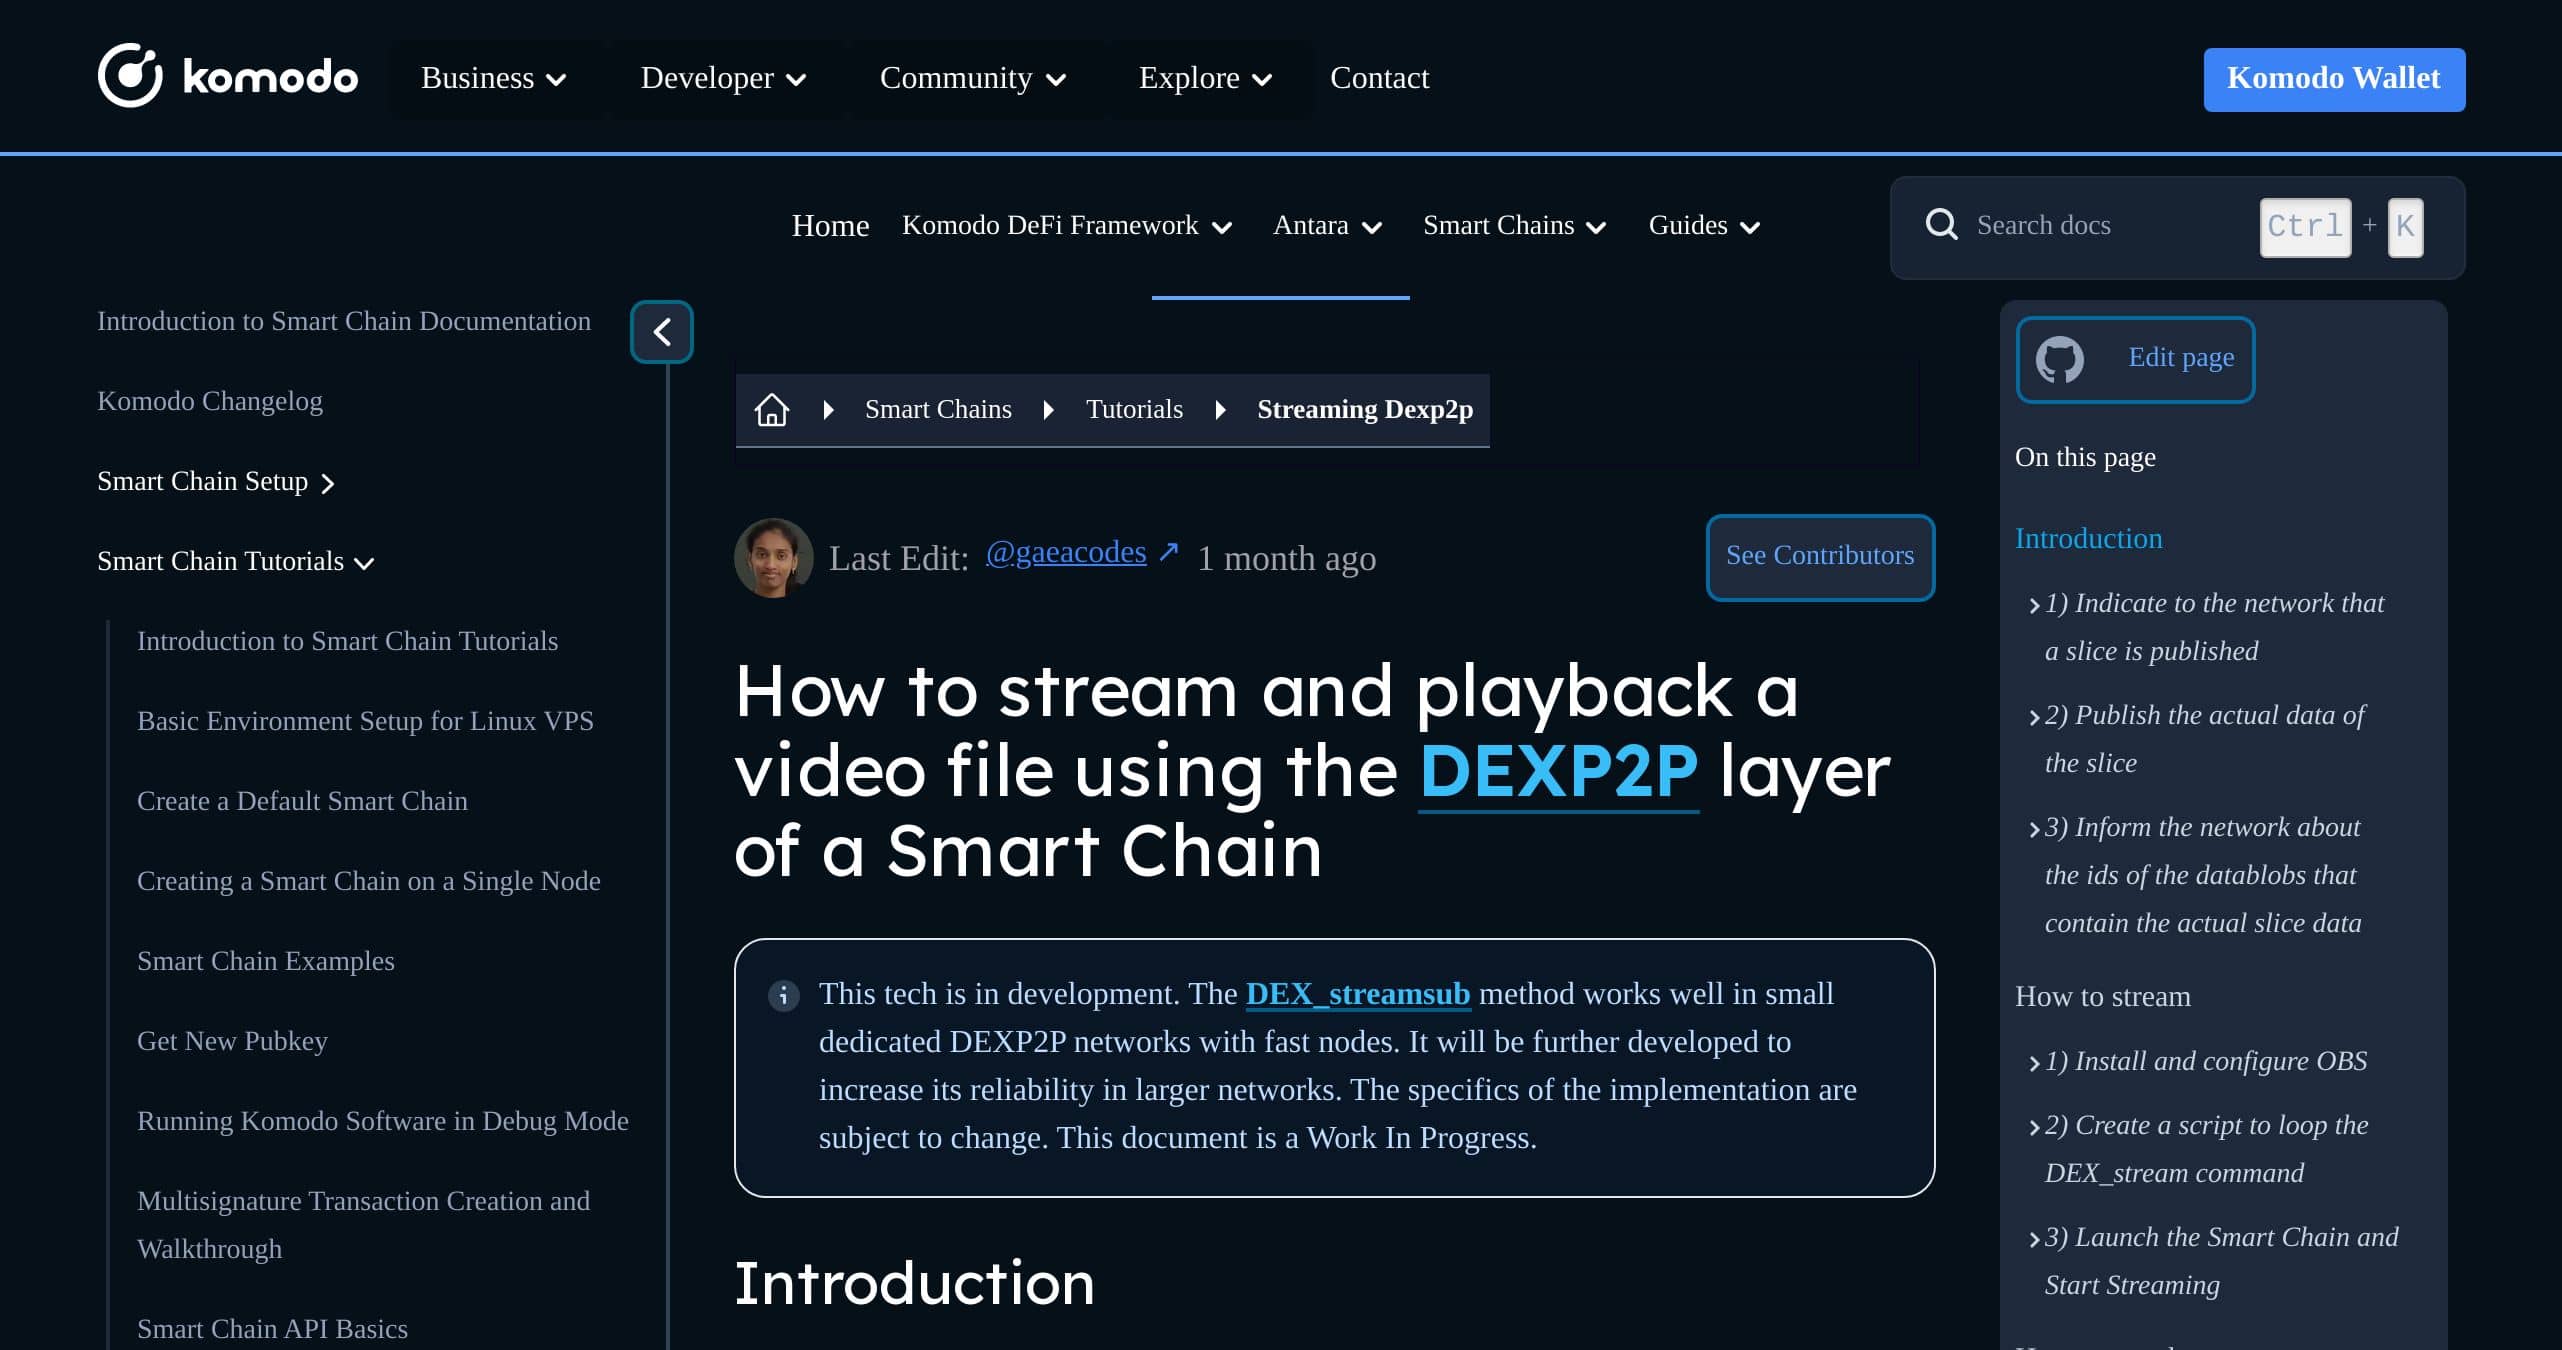 komodo
Business
Developer
Community
Explore
Contact
Komodo Wallet
Home
Komodo DeFi Framework
Antara
Smart Chains
Guides
Search docs
Ctrl + K
Introduction to Smart Chain Documentation
Komodo Changelog
Smart Chain Setup
Smart Chain Tutorials
Introduction to Smart Chain Tutorials
Basic Environment Setup for Linux VPS
Create a Default Smart Chain
Creating a Smart Chain on a Single Node
Smart Chain Examples
Get New Pubkey
Running Komodo Software in Debug Mode
Multisignature Transaction Creation and
Walkthrough
Smart Chain API Basics
Smart Chains
Tutorials
Streaming Dexp2p
Last Edit: @gaeacodes ↗ 1 month ago
See Contributors
How to stream and playback a
video file using the DEXP2P layer
of a Smart Chain
This tech is in development. The DEX_streamsub method works well in small
dedicated DEXP2P networks with fast nodes. It will be further developed to
increase its reliability in larger networks. The specifics of the implementation are
subject to change. This document is a Work In Progress.
Introduction
Edit page
On this page
Introduction
1) Indicate to the network that
a slice is published
2) Publish the actual data of
the slice
3) Inform the network about
the ids of the datablobs that
contain the actual slice data
How to stream
1) Install and configure OBS
2) Create a script to loop the
DEX_stream command
3) Launch the Smart Chain and
Start Streaming